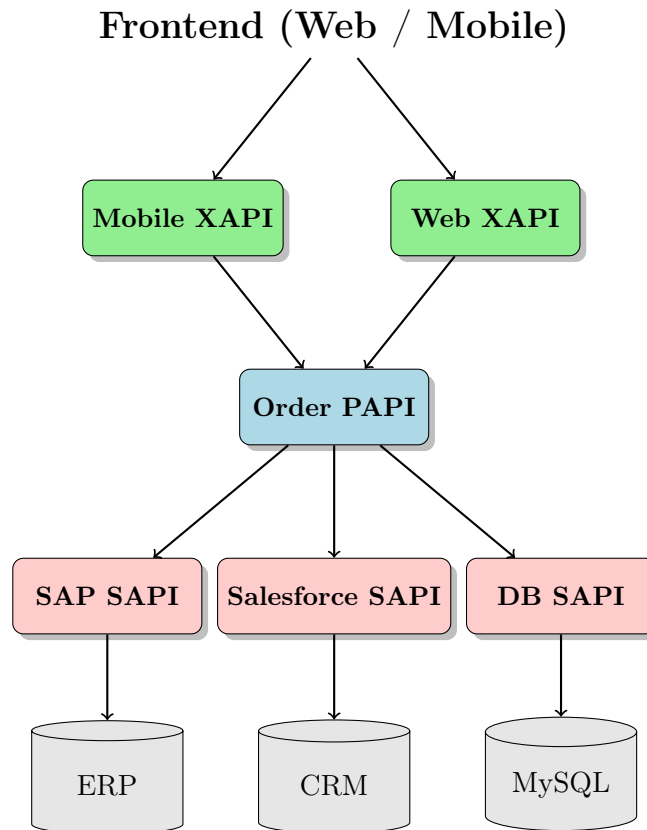 Frontend (Web / Mobile)
Mobile XAPI
Web XAPI
Order PAPI
SAP SAPI
Salesforce SAPI
DB SAPI
ERP
CRM
MySQL